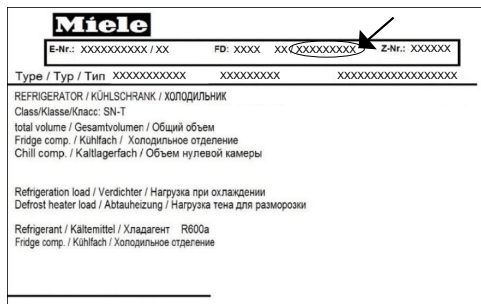 Miele
E-Nr.: XXXXXXXXXX / XX FD: XXXX XX / XXXXXXXXX Z-Nr.: XXXXXX
Type / Typ / Тип XXXXXXXXXXX XXXXXXXXX XXXXXXXXXXXXXXXXXX
REFRIGERATOR / KÜHLSCHRANK / ХОЛОДИЛЬНИК
Class/Klasse/Класс: SN-T
total volume / Gesamtvolumen / Общий объем
Fridge comp. / Kühlfach / Холодильное отделение
Chill comp. / Kaltlagerfach / Объем нулевой камеры
Refrigeration load / Verdichter / Нагрузка при охлаждении
Defrost heater load / Abtauheizung / Нагрузка тена для разморозки
Refrigerant / Kältemittel / Хладагент R600a
Fridge comp. / Kühlfach / Холодильное отделение